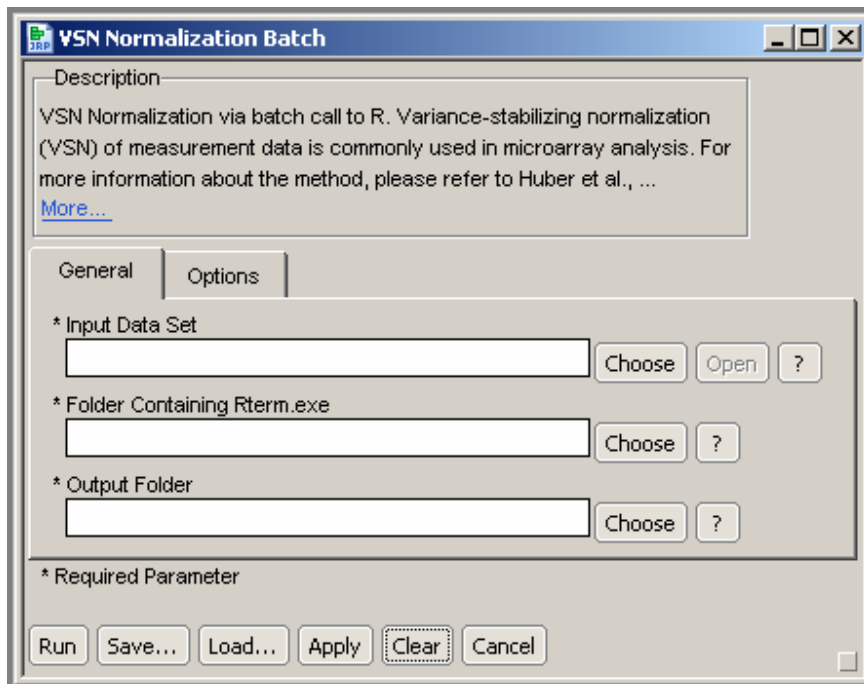 JRP VSN Normalization Batch
Description
VSN Normalization via batch call to R. Variance-stabilizing normalization
(VSN) of measurement data is commonly used in microarray analysis. For
more information about the method, please refer to Huber et al., ...
More...
General Options
* Input Data Set
Choose Open ?
* Folder Containing Rterm.exe
Choose ?
* Output Folder
Choose ?
* Required Parameter
Run Save... Load... Apply Clear Cancel